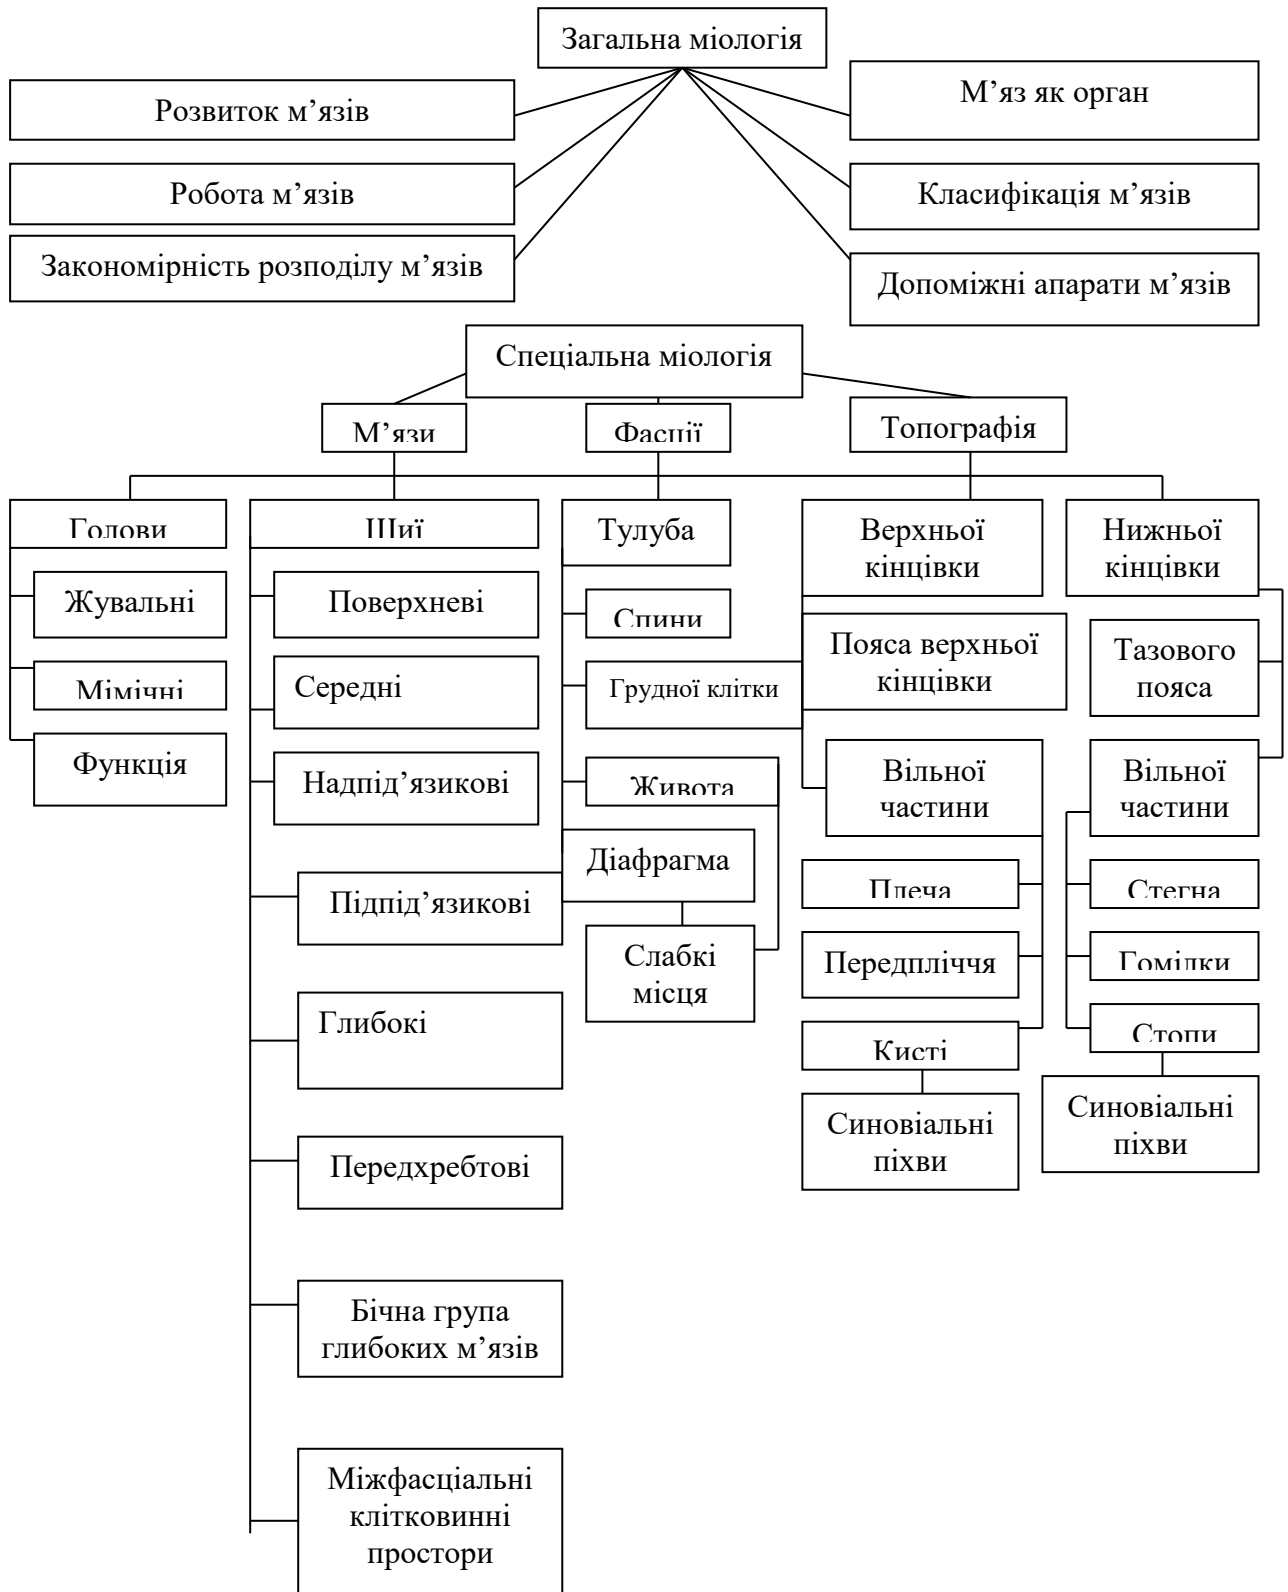 Загальна міологія
Розвиток м’язів
М’яз як орган
Робота м’язів
Класифікація м’язів
Закономірність розподілу м’язів
Допоміжні апарати м’язів
Спеціальна міологія
М’язи
Фасції
Топографія
Голови
Жувальні
Мімічні
Функція
Шиї
Поверхневі
Середні
Надпід’язикові
Підпід’язикові
Глибокі
Передхребтові
Бічна група
глибоких м’язів
Міжфасціальні
клітковинні
простори
Тулуба
Спини
Грудної клітки
Живота
Діафрагма
Слабкі
місця
Верхньої
кінцівки
Пояса верхньої
кінцівки
Вільної
частини
Плеча
Передпліччя
Кисті
Синовіальні
піхви
Нижньої
кінцівки
Тазового
пояса
Вільної
частини
Стегна
Гомілки
Стопи
Синовіальні
піхви